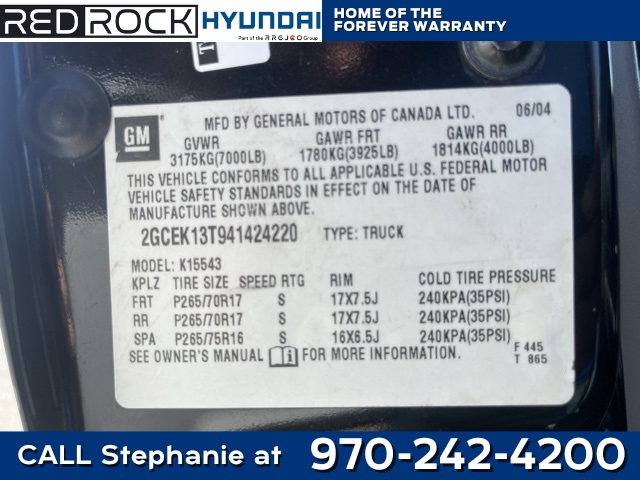 RED ROCK HYUNDAI
Part of the RRGJCO Group
HOME OF THE
FOREVER WARRANTY
T
GM
MFD BY GENERAL MOTORS OF CANADA LTD. 06/04
GVWR GAWR FRT GAWR RR
3175KG(7000LB) 1780KG(3925LB) 1814KG(4000LB)
THIS VEHICLE CONFORMS TO ALL APPLICABLE U.S. FEDERAL MOTOR
VEHICLE SAFETY STANDARDS IN EFFECT ON THE DATE OF
MANUFACTURE SHOWN ABOVE.
2GCEK13T941424220 TYPE: TRUCK
MODEL: K15543
KPLZ TIRE SIZE SPEED RTG RIM COLD TIRE PRESSURE
FRT P265/70R17 S 17X7.5J 240KPA(35PSI)
RR P265/70R17 S 17X7.5J 240KPA(35PSI)
SPA P265/75R16 S 16X6.5J 240KPA(35PSI)
SEE OWNER'S MANUAL FOR MORE INFORMATION.
F 445
T 865
CALL Stephanie at 970-242-4200